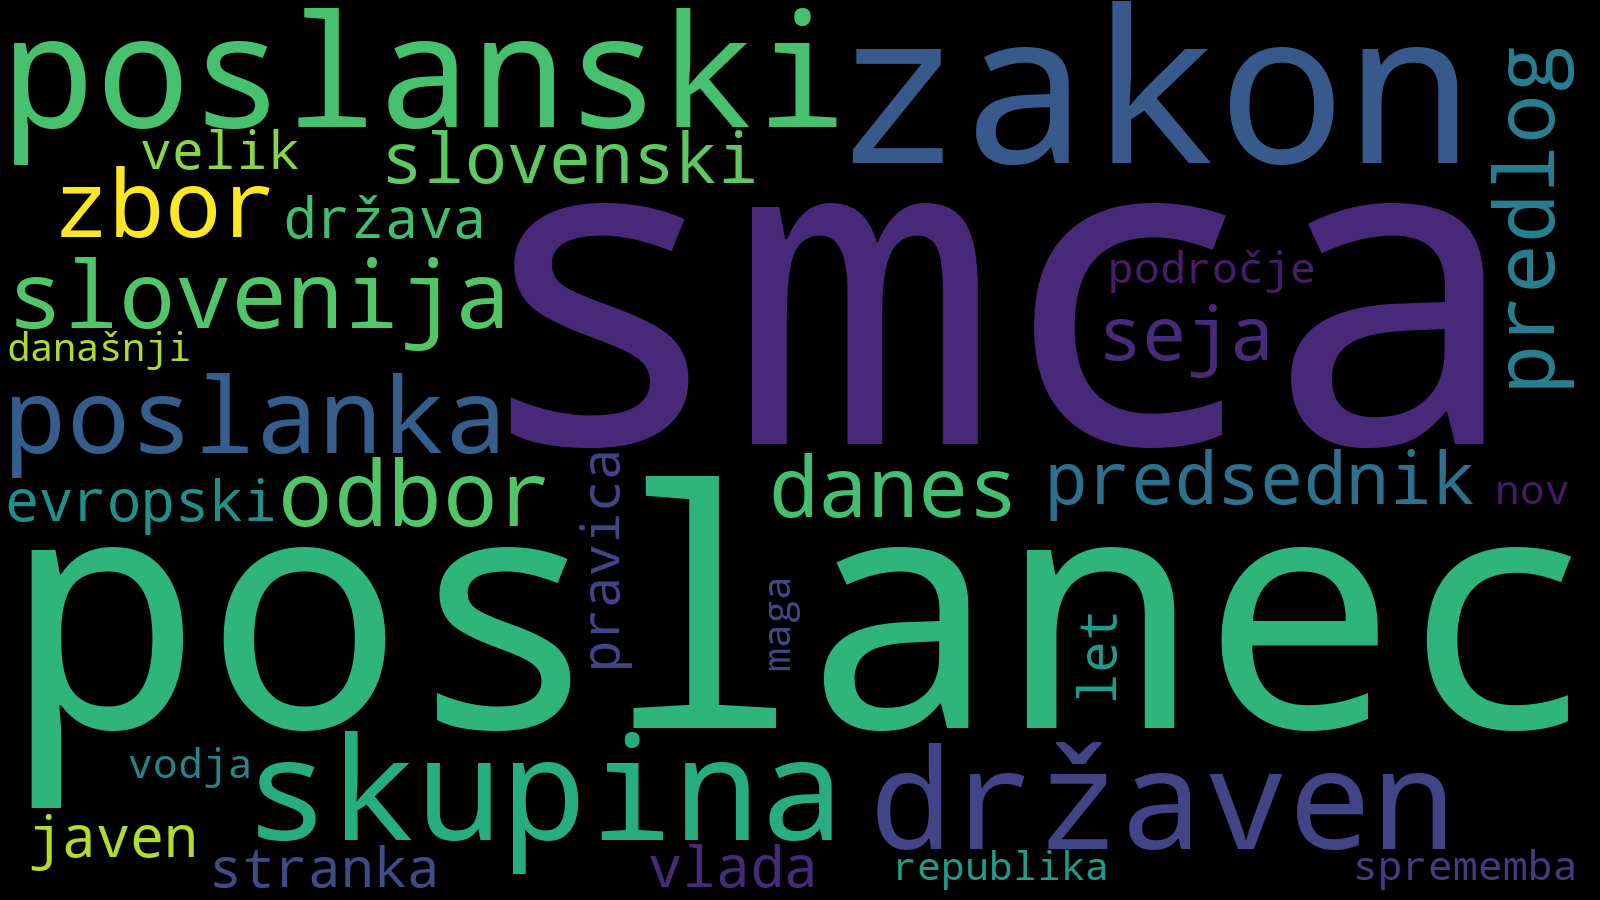 poslanski
zakon
predlog
velik
slovenski
zbor
država
smca
področje
slovenija
seja
današnji
poslanka
evropski
odbor
pravica
danes
predsednik
nov
poslanec
maga
let
vodja
skupina
državen
javen
stranka
vlada
republika
sprememba